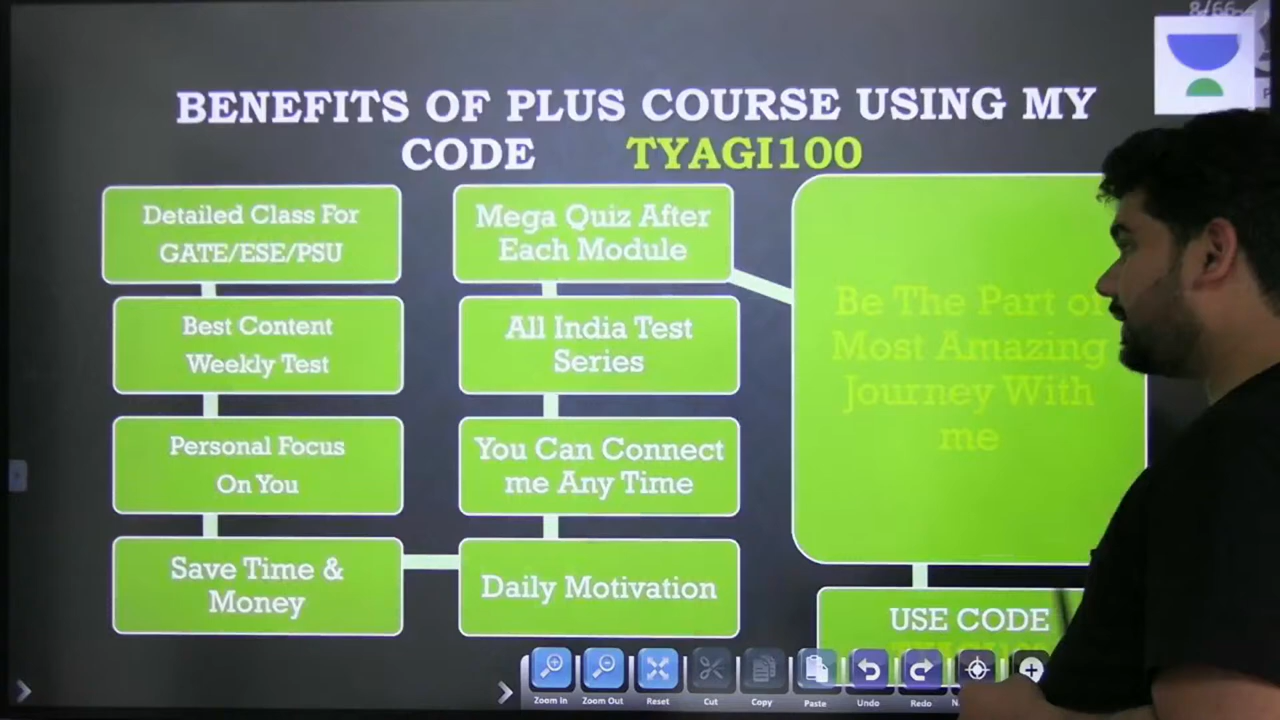 8/66
BENEFITS OF PLUS COURSE USING MY
CODE TYAGI100
Detailed Class For
GATE/ESE/PSU
Best Content
Weekly Test
Personal Focus
On You
Save Time &
Money
Mega Quiz After
Each Module
All India Test
Series
You Can Connect
me Any Time
Daily Motivation
Be The Part of
Most Amazing
Journey With
me
USE CODE
Zoom In
Zoom Out
Reset
Cut
Copy
Paste
Undo
Redo